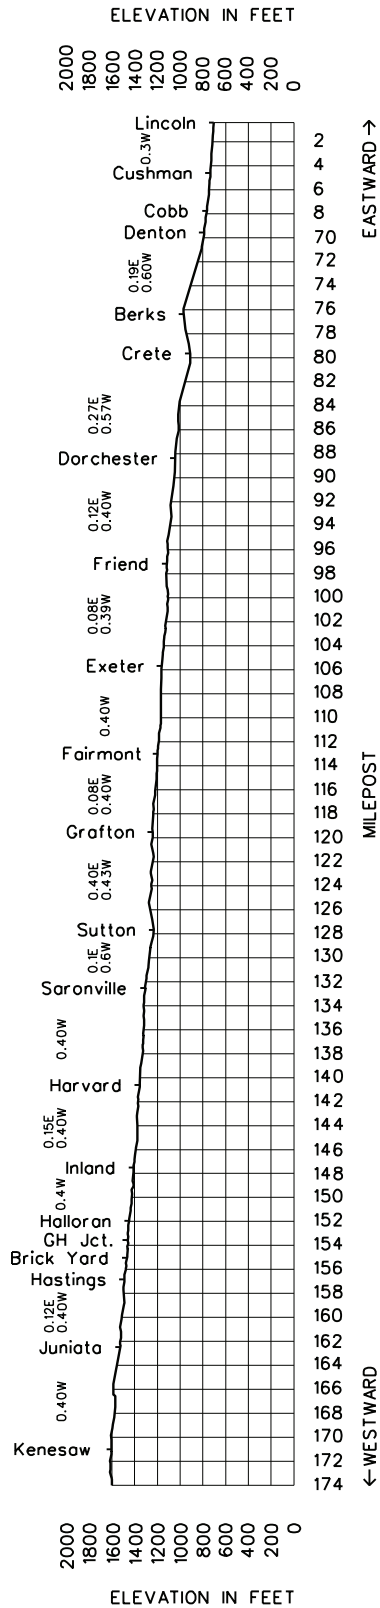 ELEVATION IN FEET
2000 1800 1600 1400 1200 1000 800 600 400 200 0
EASTWARD →
Lincoln
0.3W
2
4
Cushman
6
Cobb
8
Denton
70
72
0.19E
0.60W
74
Berks
76
78
Crete
80
82
84
0.27E
0.57W
86
Dorchester
88
90
92
0.12E
0.40W
94
96
Friend
98
100
0.08E
0.39W
102
104
Exeter
106
108
0.40W
110
112
Fairmont
114
MILEPOST
0.08E
0.40W
116
118
Grafton
120
122
0.40E
0.43W
124
126
Sutton
128
0.1E
0.6W
130
Saronville
132
134
0.40W
136
138
Harvard
140
142
0.15E
0.40W
144
146
Inland
148
0.4W
150
Halloran
152
GH Jct.
154
Brick Yard
156
Hastings
158
0.12E
0.40W
160
Juniata
162
164
166
0.40W
168
← WESTWARD
170
Kenesaw
172
174
2000 1800 1600 1400 1200 1000 800 600 400 200 0
ELEVATION IN FEET